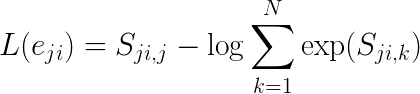 L(e_{ji}) = S_{ji,j} - \log \sum_{k=1}^{N} \exp(S_{ji,k})